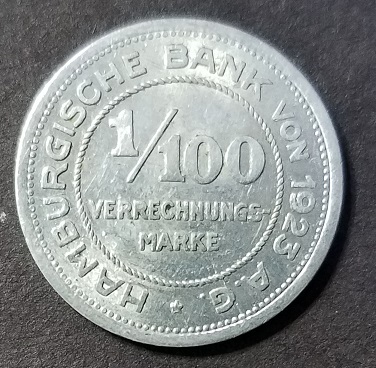 HAMBURGISCHE BANK VON 1923 A.G.
1/100
VERRECHNUNGS-
MARKE